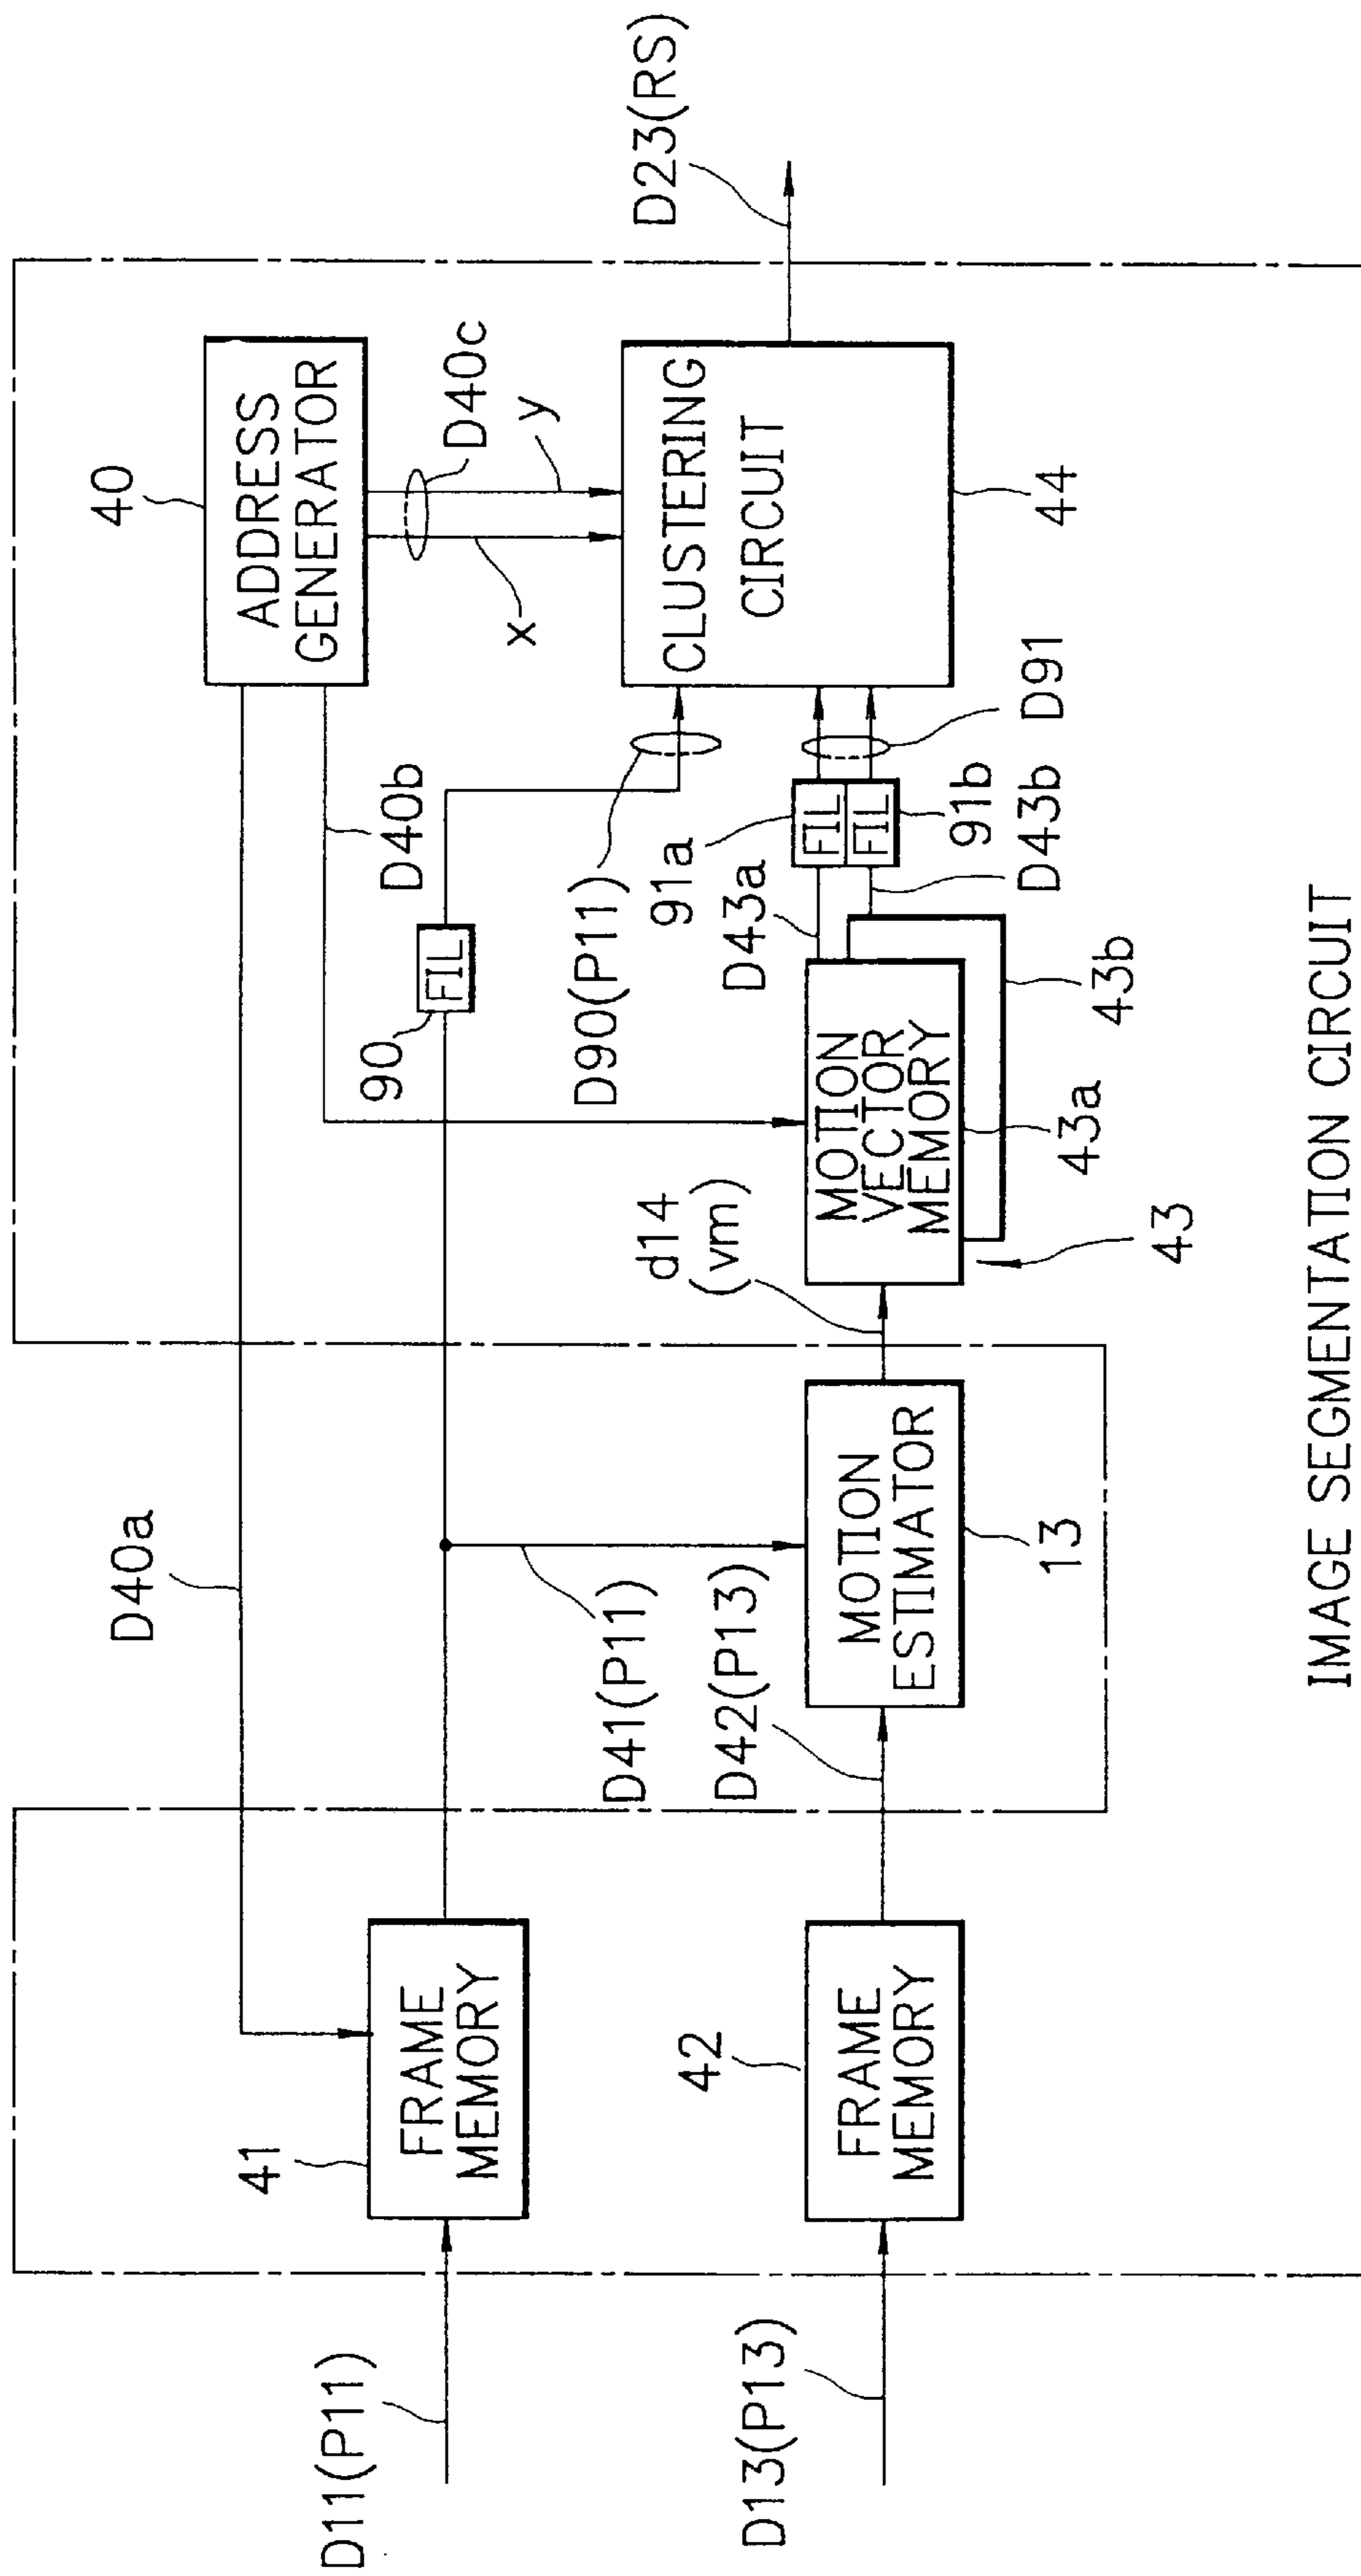 D11(P11)
41
FRAME
MEMORY
D40a
D41(P11)
90
FIL
D40b
40
ADDRESS
GENERATOR
D40c
x
y
D90(P11)
CLUSTERING
CIRCUIT
44
D23(RS)
D13(P13)
42
FRAME
MEMORY
D42(P13)
MOTION
ESTIMATOR
13
d14
(vm)
MOTION
VECTOR
MEMORY
43a
43b
43
D43a
91a
FIL
FIL
91b
D43b
D91
IMAGE SEGMENTATION CIRCUIT